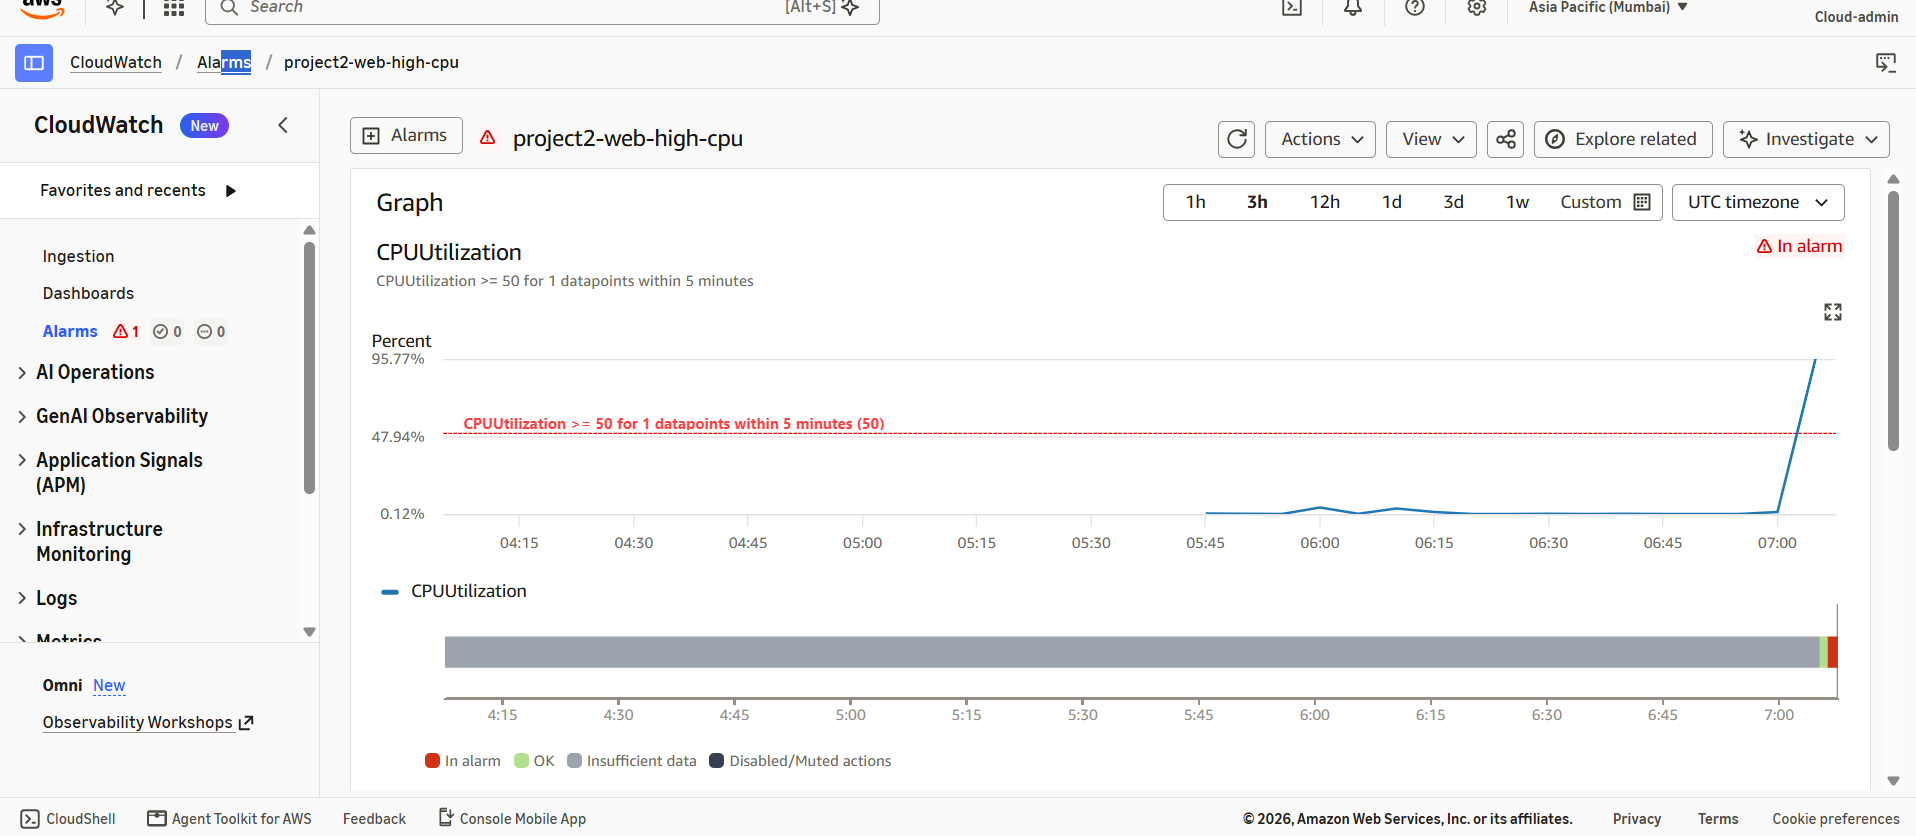 aws
Search
[Alt+S]
Asia Pacific (Mumbai)
Cloud-admin
CloudWatch / Alarms / project2-web-high-cpu
CloudWatch New
Favorites and recents
Ingestion
Dashboards
Alarms 1 0 0
AI Operations
GenAI Observability
Application Signals
(APM)
Infrastructure
Monitoring
Logs
Metrics
Omni New
Observability Workshops
Alarms project2-web-high-cpu
Actions View Explore related Investigate
Graph
1h 3h 12h 1d 3d 1w Custom UTC timezone
CPUUtilization
In alarm
CPUUtilization >= 50 for 1 datapoints within 5 minutes
Percent
95.77%
CPUUtilization >= 50 for 1 datapoints within 5 minutes (50)
47.94%
0.12%
04:15 04:30 04:45 05:00 05:15 05:30 05:45 06:00 06:15 06:30 06:45 07:00
CPUUtilization
4:15 4:30 4:45 5:00 5:15 5:30 5:45 6:00 6:15 6:30 6:45 7:00
In alarm OK Insufficient data Disabled/Muted actions
CloudShell Agent Toolkit for AWS Feedback Console Mobile App
© 2026, Amazon Web Services, Inc. or its affiliates. Privacy Terms Cookie preferences